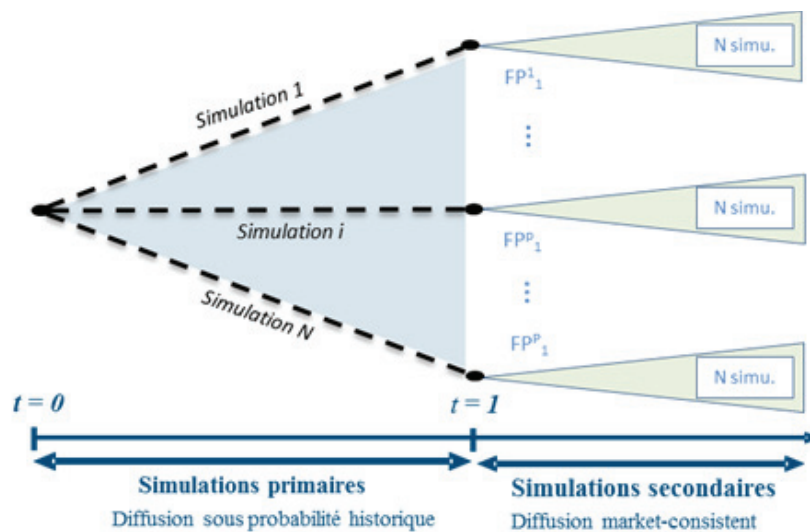 N simu.
Simulation 1
FP¹₁
⋮
N simu.
Simulation i
FPᵖ₁
⋮
Simulation N
FPᴾ₁
N simu.
t = 0
t = 1
Simulations primaires
Simulations secondaires
Diffusion sous probabilité historique
Diffusion market-consistent